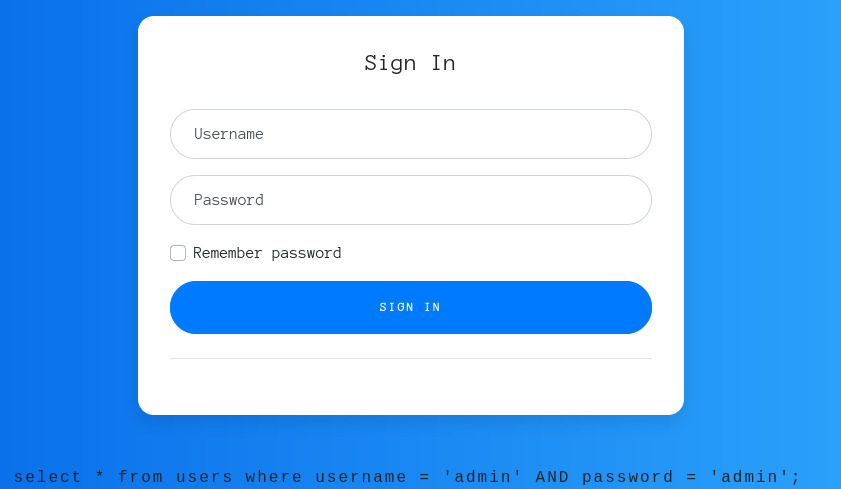 Sign In
Username
Password
Remember password
SIGN IN
select * from users where username = 'admin' AND password = 'admin';